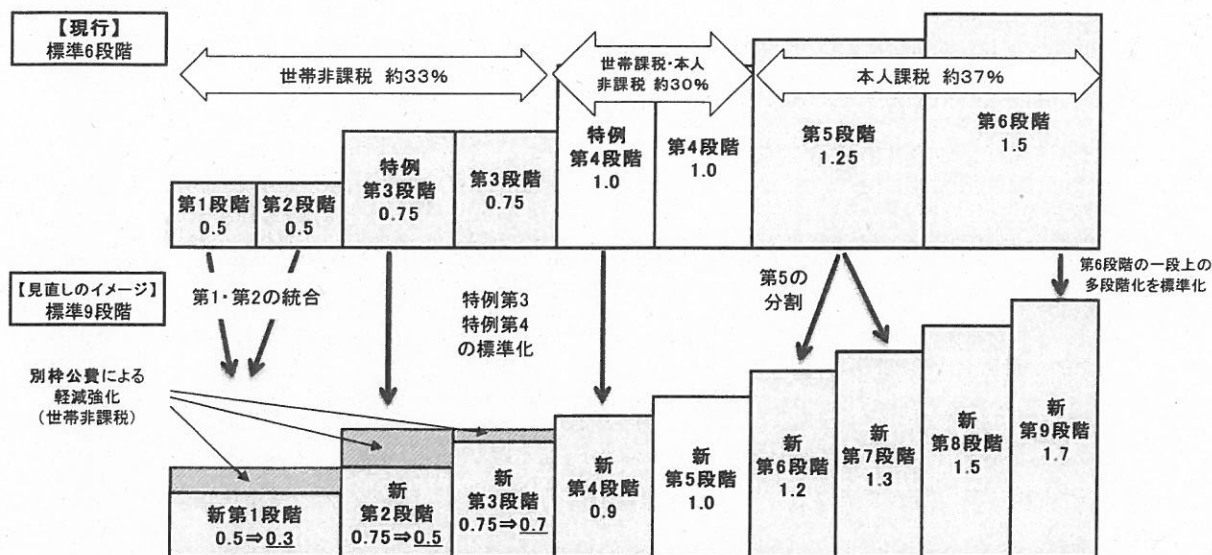 【現行】
標準6段階
世帯非課税 約33%
世帯課税・本人
非課税 約30%
本人課税 約37%
第1段階
0.5
第2段階
0.5
特例
第3段階
0.75
第3段階
0.75
特例
第4段階
1.0
第4段階
1.0
第5段階
1.25
第6段階
1.5
【見直しのイメージ】
標準9段階
第1・第2の統合
特例第3
特例第4
の標準化
第5の
分割
第6段階の一段上の
多段階化を標準化
別枠公費による
軽減強化
(世帯非課税)
新第1段階
0.5⇒0.3
新
第2段階
0.75⇒0.5
新
第3段階
0.75⇒0.7
新
第4段階
0.9
新
第5段階
1.0
新
第6段階
1.2
新
第7段階
1.3
新
第8段階
1.5
新
第9段階
1.7